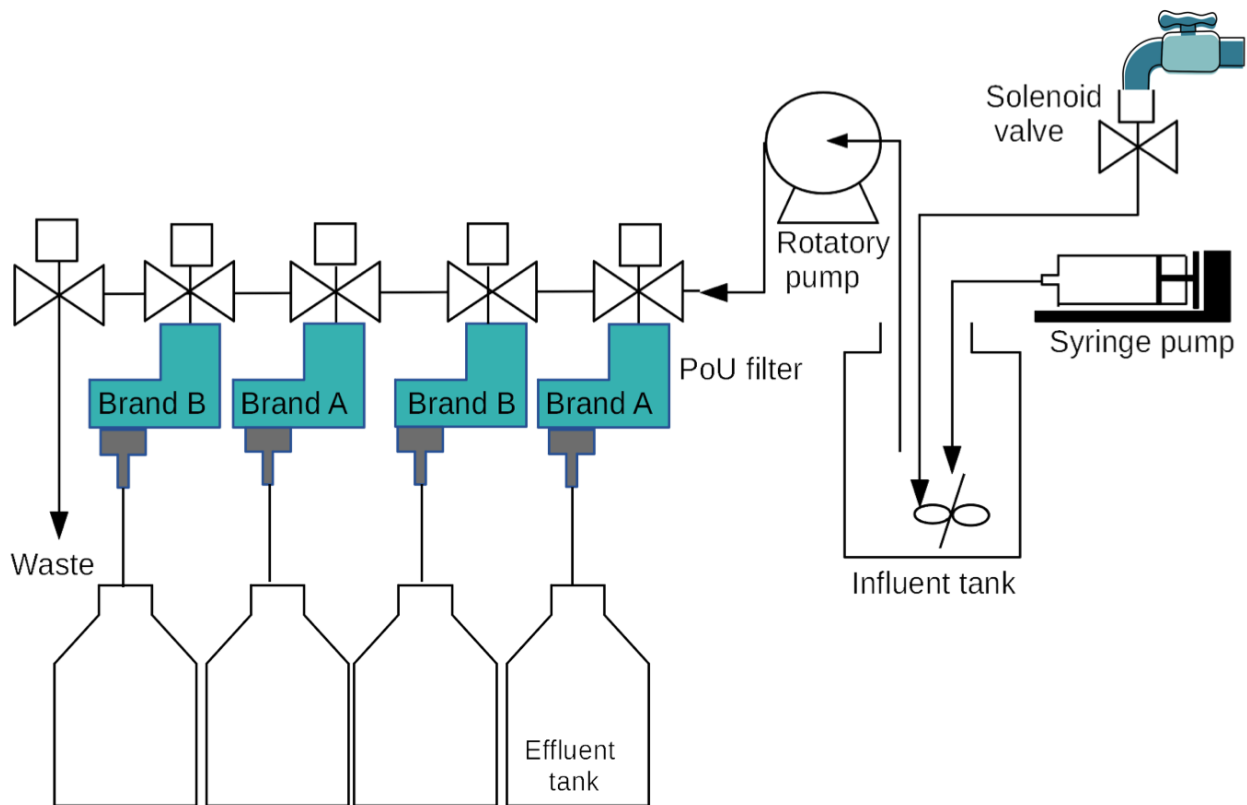 Solenoid
valve
Rotatory
pump
Syringe pump
PoU filter
Brand B
Brand A
Brand B
Brand A
Waste
Influent tank
Effluent
tank